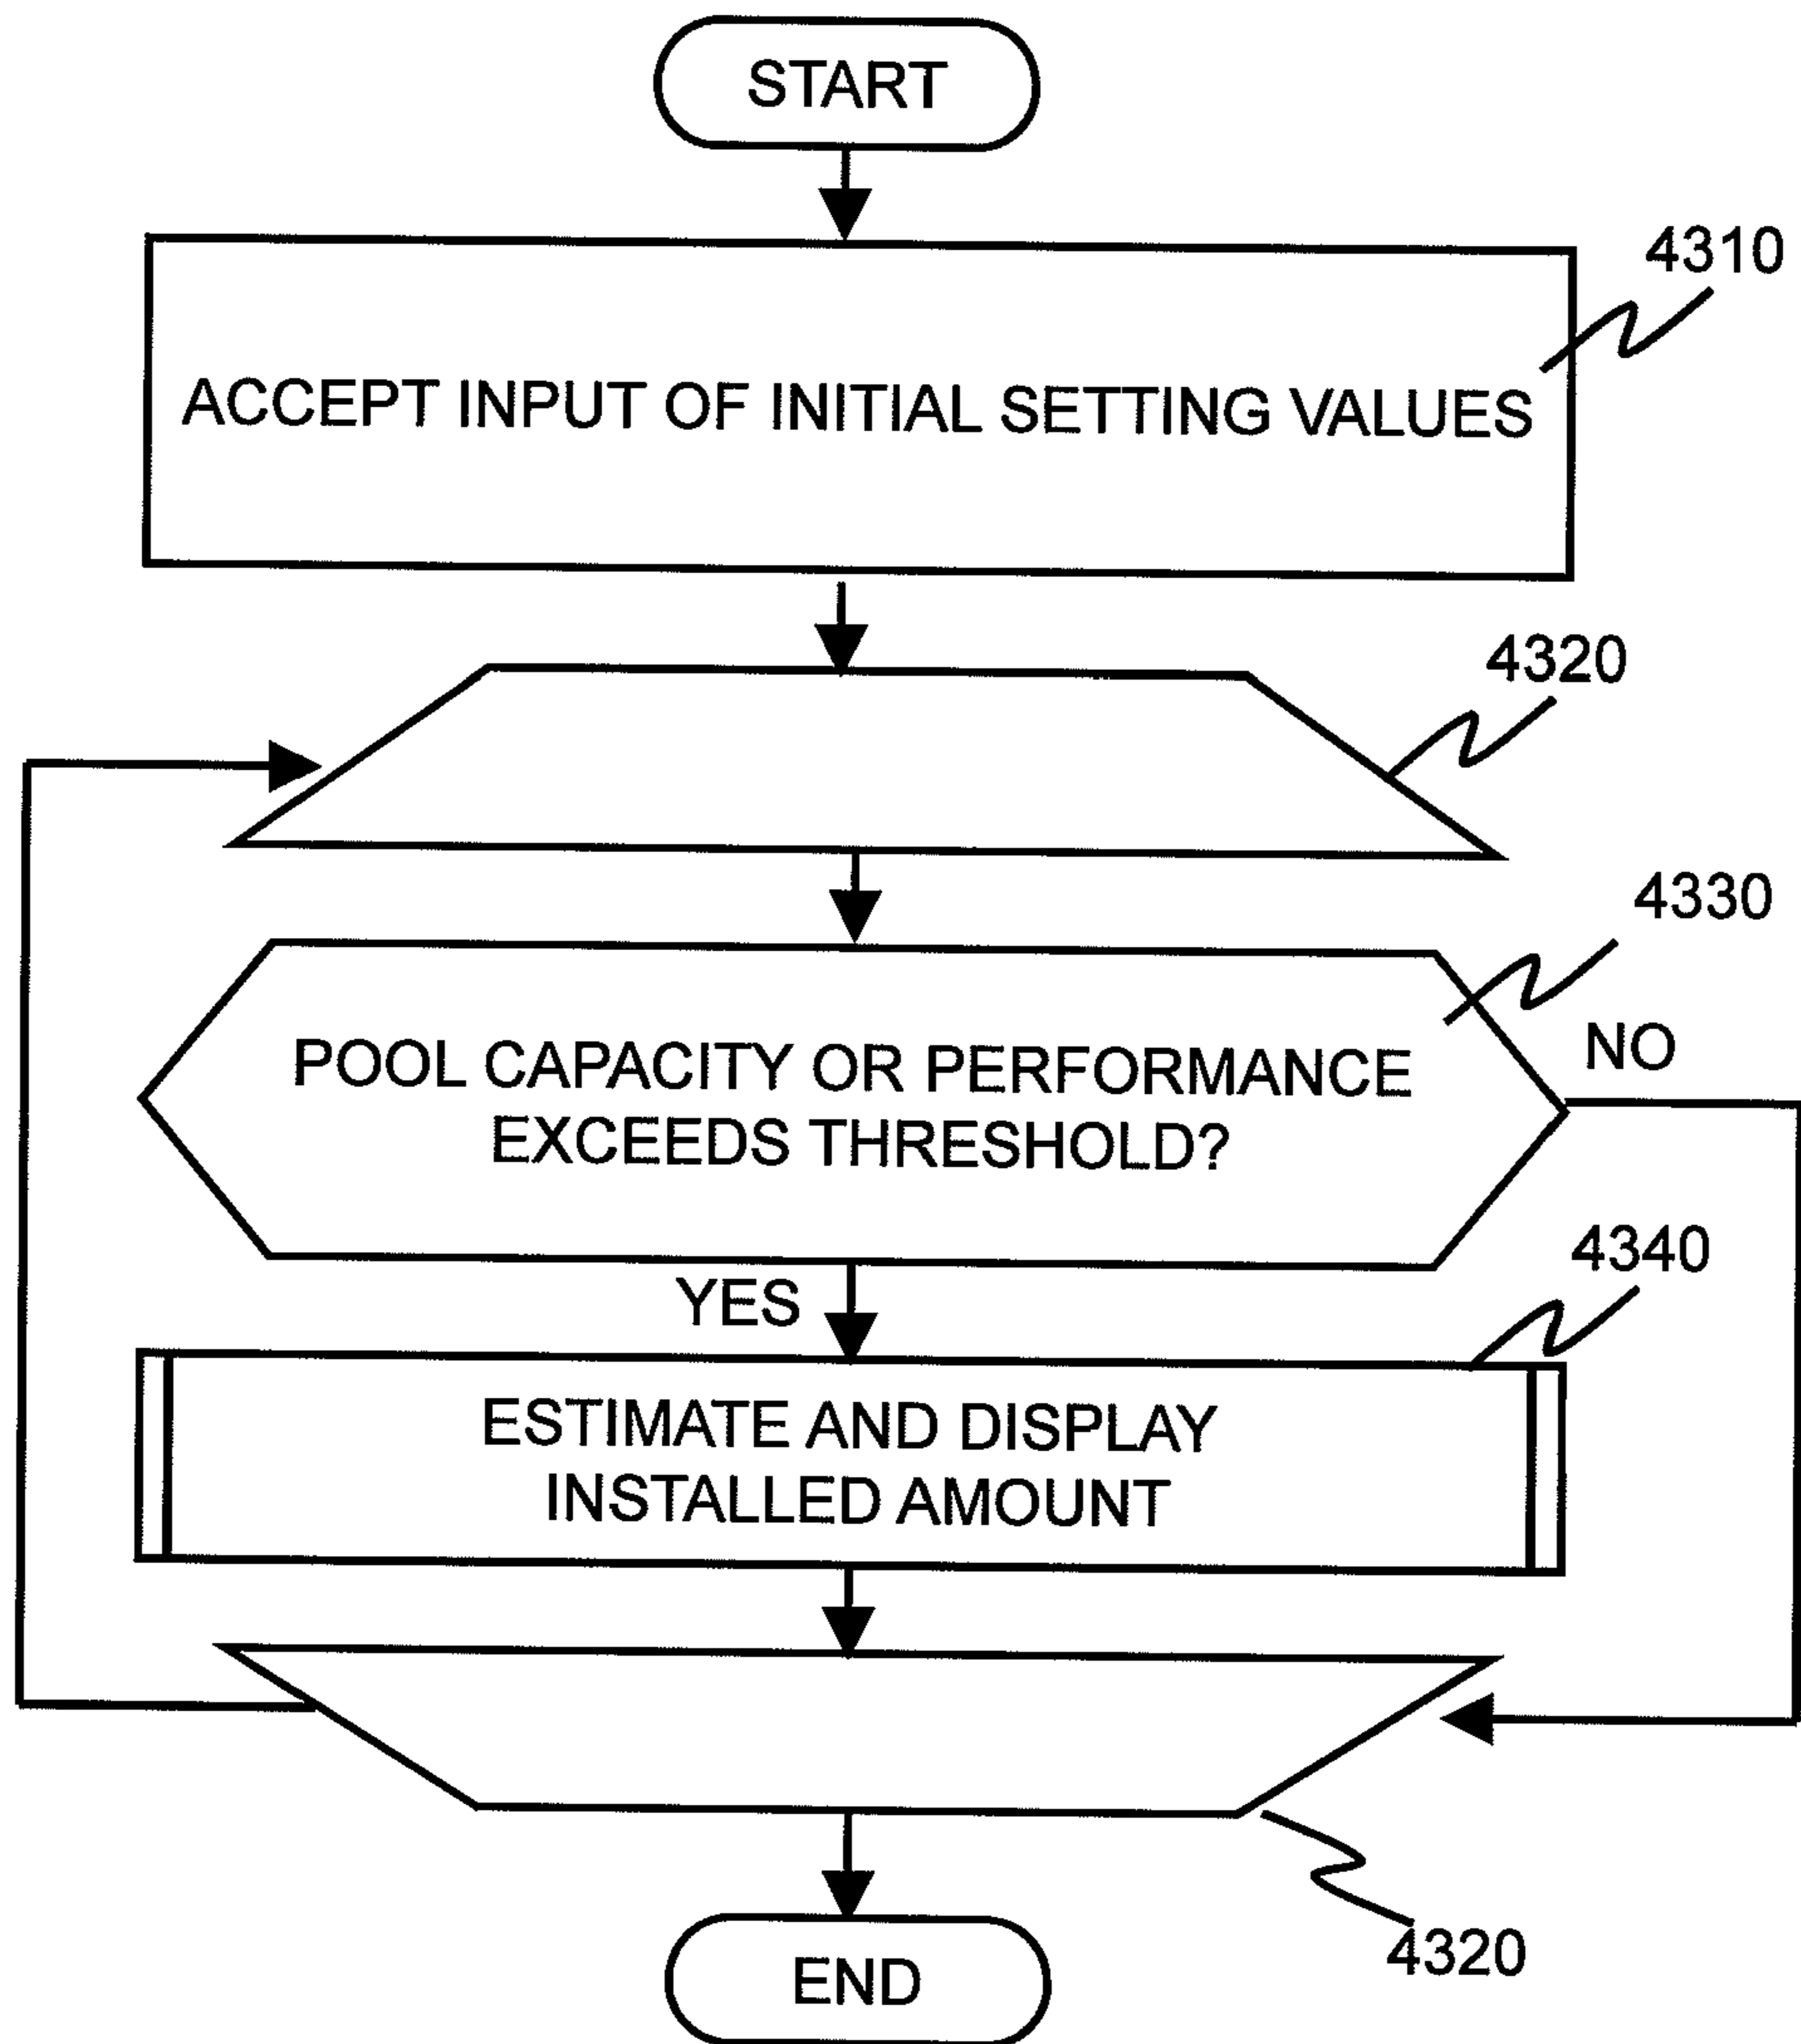 START
4310
ACCEPT INPUT OF INITIAL SETTING VALUES
4320
4330
POOL CAPACITY OR PERFORMANCE
EXCEEDS THRESHOLD?
NO
YES
4340
ESTIMATE AND DISPLAY
INSTALLED AMOUNT
4320
END